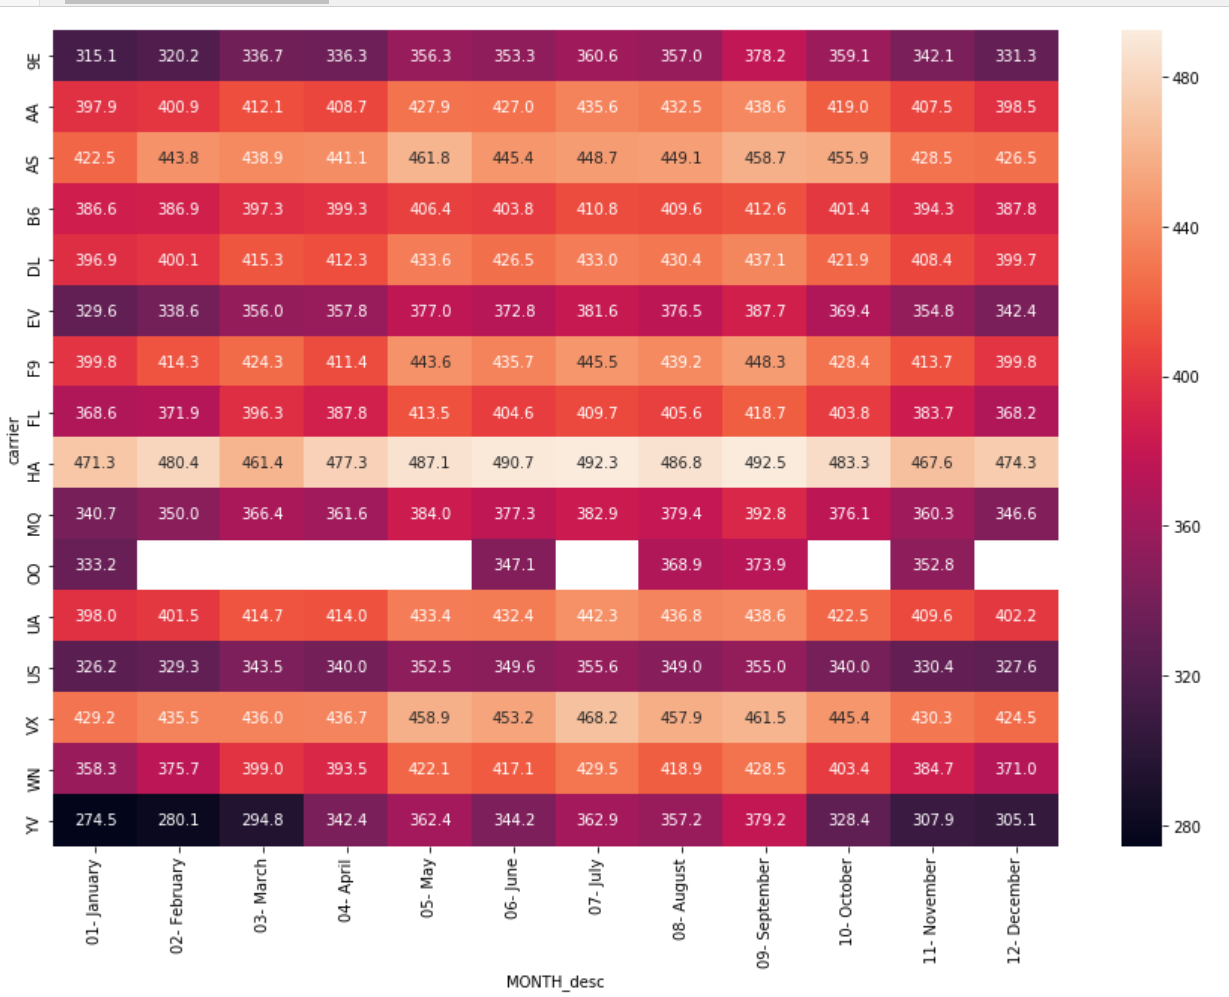 9E 315.1 320.2 336.7 336.3 356.3 353.3 360.6 357.0 378.2 359.1 342.1 331.3
AA 397.9 400.9 412.1 408.7 427.9 427.0 435.6 432.5 438.6 419.0 407.5 398.5
AS 422.5 443.8 438.9 441.1 461.8 445.4 448.7 449.1 458.7 455.9 428.5 426.5
B6 386.6 386.9 397.3 399.3 406.4 403.8 410.8 409.6 412.6 401.4 394.3 387.8
DL 396.9 400.1 415.3 412.3 433.6 426.5 433.0 430.4 437.1 421.9 408.4 399.7
EV 329.6 338.6 356.0 357.8 377.0 372.8 381.6 376.5 387.7 369.4 354.8 342.4
F9 399.8 414.3 424.3 411.4 443.6 435.7 445.5 439.2 448.3 428.4 413.7 399.8
FL 368.6 371.9 396.3 387.8 413.5 404.6 409.7 405.6 418.7 403.8 383.7 368.2
carrier
HA 471.3 480.4 461.4 477.3 487.1 490.7 492.3 486.8 492.5 483.3 467.6 474.3
MQ 340.7 350.0 366.4 361.6 384.0 377.3 382.9 379.4 392.8 376.1 360.3 346.6
OO 333.2 347.1 368.9 373.9 352.8
UA 398.0 401.5 414.7 414.0 433.4 432.4 442.3 436.8 438.6 422.5 409.6 402.2
US 326.2 329.3 343.5 340.0 352.5 349.6 355.6 349.0 355.0 340.0 330.4 327.6
VX 429.2 435.5 436.0 436.7 458.9 453.2 468.2 457.9 461.5 445.4 430.3 424.5
WN 358.3 375.7 399.0 393.5 422.1 417.1 429.5 418.9 428.5 403.4 384.7 371.0
YV 274.5 280.1 294.8 342.4 362.4 344.2 362.9 357.2 379.2 328.4 307.9 305.1
01- January
02- February
03- March
04- April
05- May
06- June
07- July
08- August
09- September
10- October
11- November
12- December
MONTH_desc
480
440
400
360
320
280